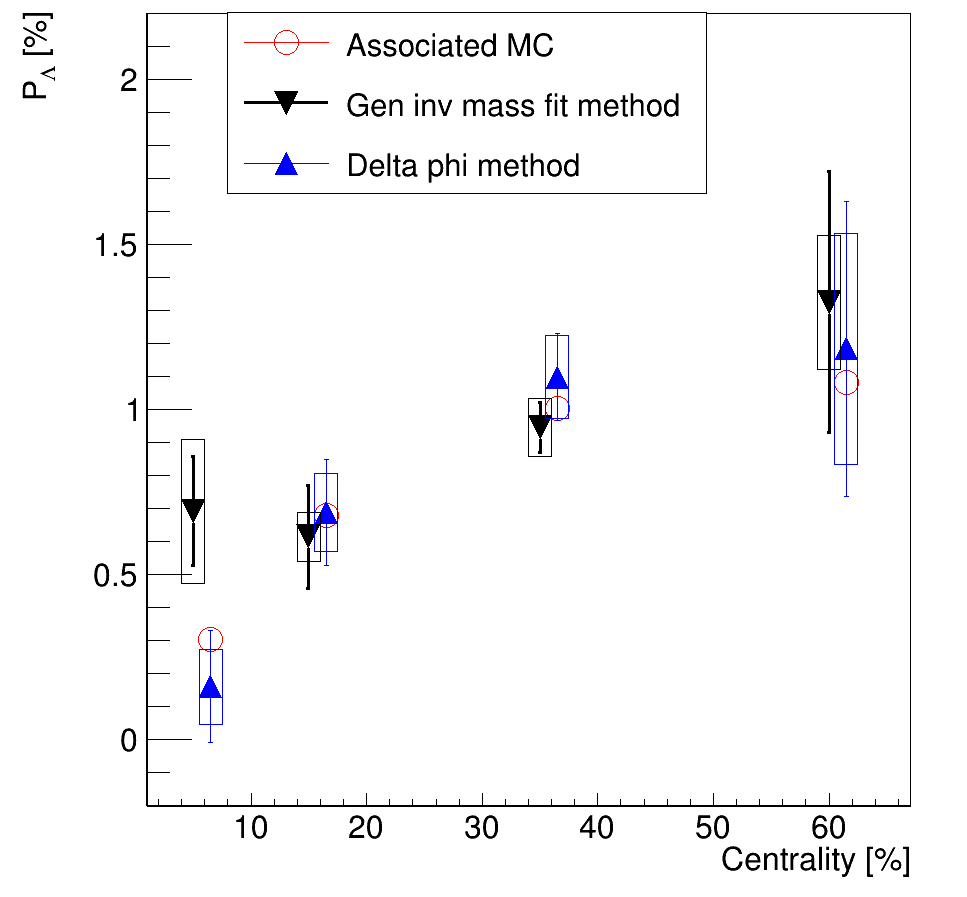 P_Λ [%]
Associated MC
Gen inv mass fit method
Delta phi method
2
1.5
1
0.5
0
10 20 30 40 50 60
Centrality [%]